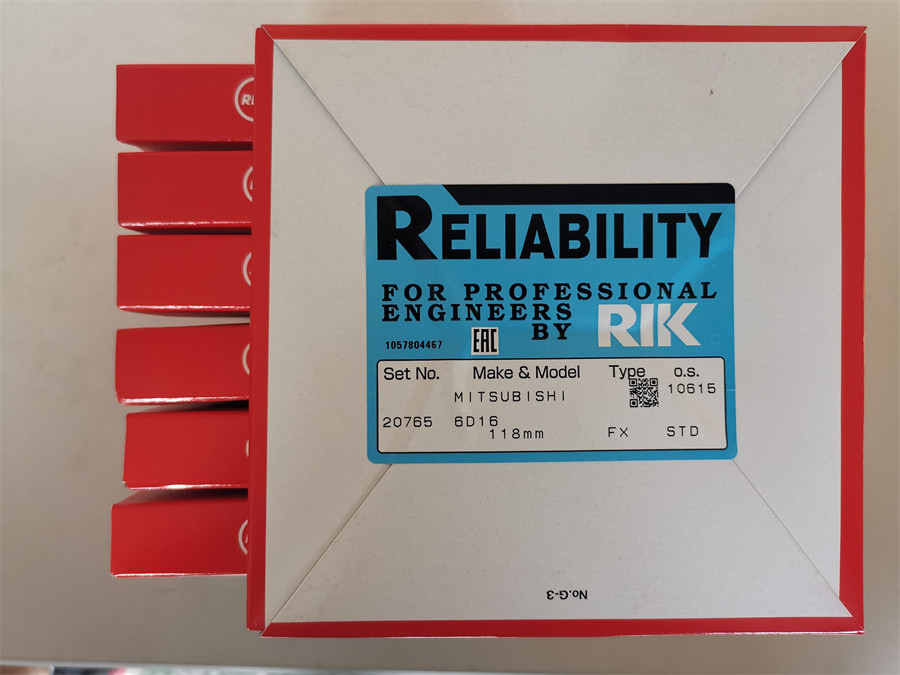 RELIABILITY
FOR PROFESSIONAL
ENGINEERS
BY RIK
1057804467 EAC
Set No. Make & Model Type o.s.
MITSUBISHI 10615
20765 6D16
118mm FX STD
No.G-3